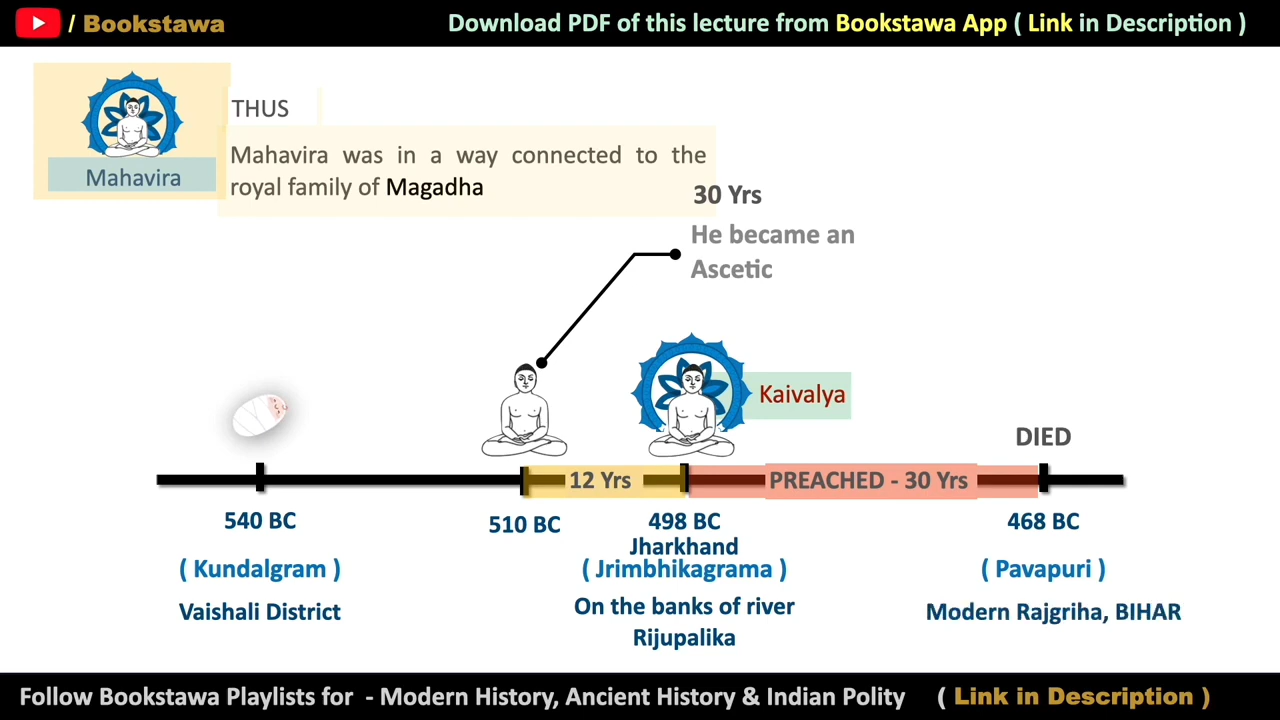 / Bookstawa
Download PDF of this lecture from Bookstawa App ( Link in Description )
Mahavira
THUS
Mahavira was in a way connected to the
royal family of Magadha
30 Yrs
He became an
Ascetic
Kaivalya
DIED
12 Yrs
PREACHED - 30 Yrs
540 BC
( Kundalgram )
Vaishali District
510 BC
498 BC
Jharkhand
( Jrimbhikagrama )
On the banks of river
Rijupalika
468 BC
( Pavapuri )
Modern Rajgriha, BIHAR
Follow Bookstawa Playlists for - Modern History, Ancient History & Indian Polity ( Link in Description )